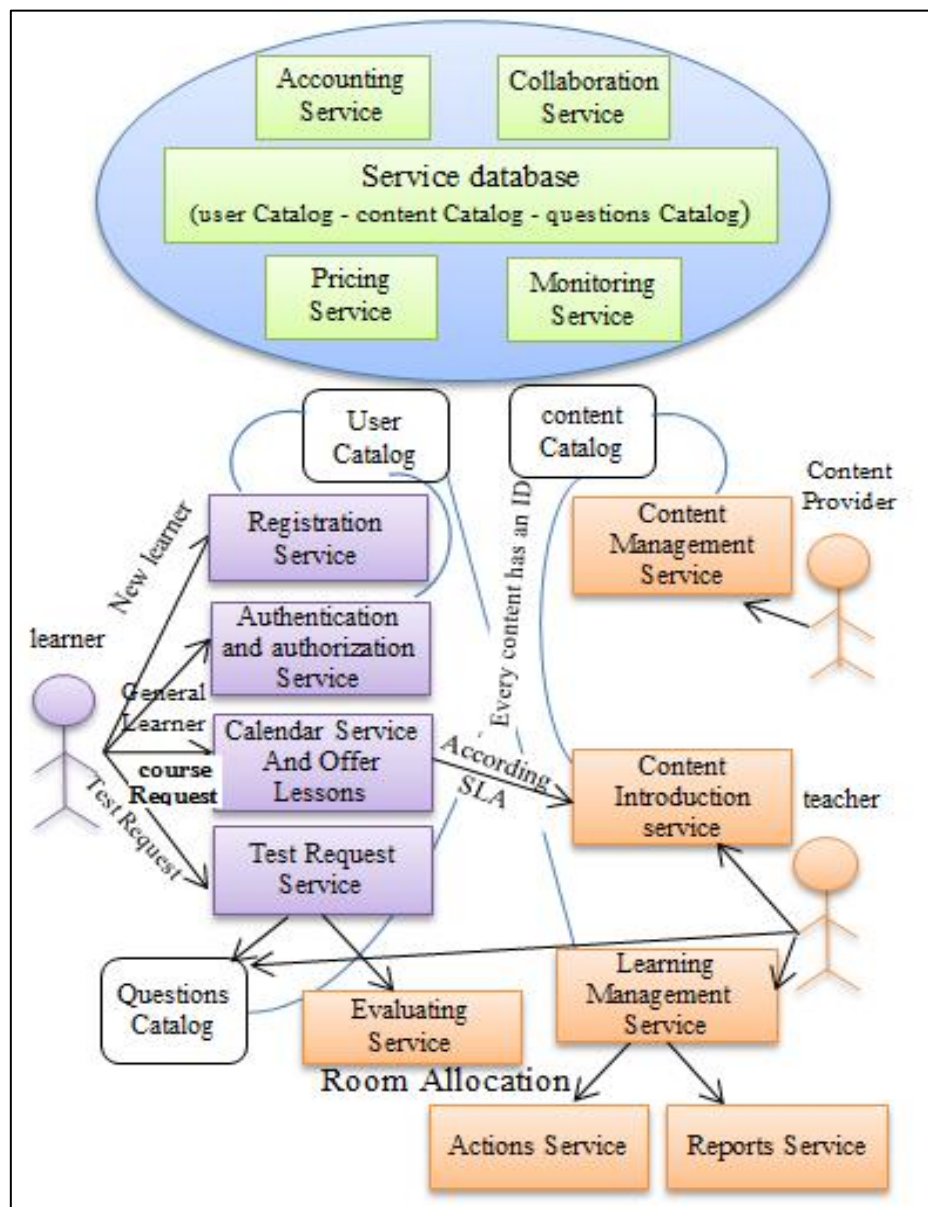 Accounting
Service
Collaboration
Service
Service database
(user Catalog - content Catalog - questions Catalog)
Pricing
Service
Monitoring
Service
User
Catalog
content
Catalog
Content
Provider
Registration
Service
Content
Management
Service
New learner
Every content has an ID
learner
Authentication
and authorization
Service
General
Learner
Calendar Service
And Offer
Lessons
course
Request
According
SLA
Content
Introduction
service
teacher
Test Request
Test Request
Service
Questions
Catalog
Evaluating
Service
Learning
Management
Service
Room Allocation
Actions Service
Reports Service